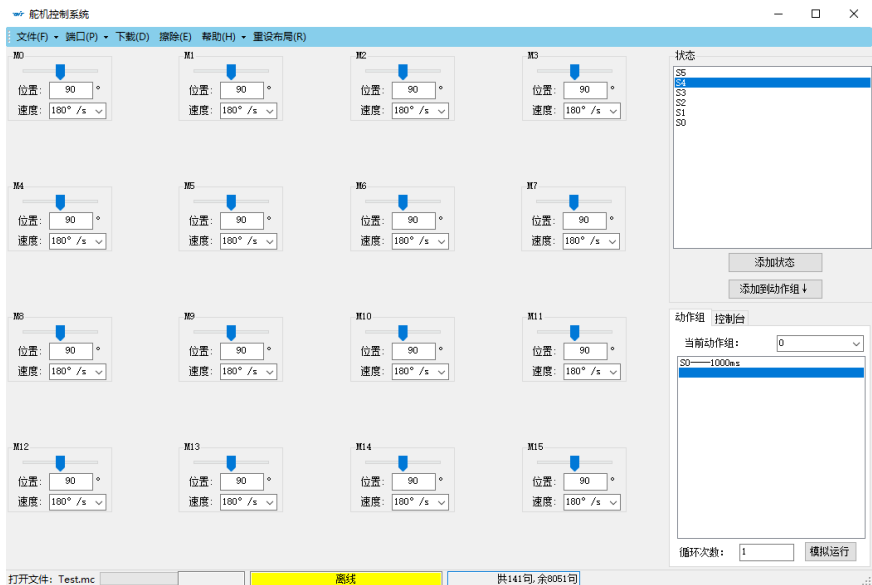 舵机控制系统
文件(F) 端口(P) 下载(D) 擦除(E) 帮助(H) 重设布局(R)
M0
位置: 90 °
速度: 180° /s
M1
位置: 90 °
速度: 180° /s
M2
位置: 90 °
速度: 180° /s
M3
位置: 90 °
速度: 180° /s
M4
位置: 90 °
速度: 180° /s
M5
位置: 90 °
速度: 180° /s
M6
位置: 90 °
速度: 180° /s
M7
位置: 90 °
速度: 180° /s
M8
位置: 90 °
速度: 180° /s
M9
位置: 90 °
速度: 180° /s
M10
位置: 90 °
速度: 180° /s
M11
位置: 90 °
速度: 180° /s
M12
位置: 90 °
速度: 180° /s
M13
位置: 90 °
速度: 180° /s
M14
位置: 90 °
速度: 180° /s
M15
位置: 90 °
速度: 180° /s
状态
S5
S4
S3
S2
S1
S0
添加状态
添加到动作组↓
动作组 控制台
当前动作组: 0
S0——1000ms
循环次数: 1 模拟运行
打开文件: Test.mc 离线 共141句,余8051句